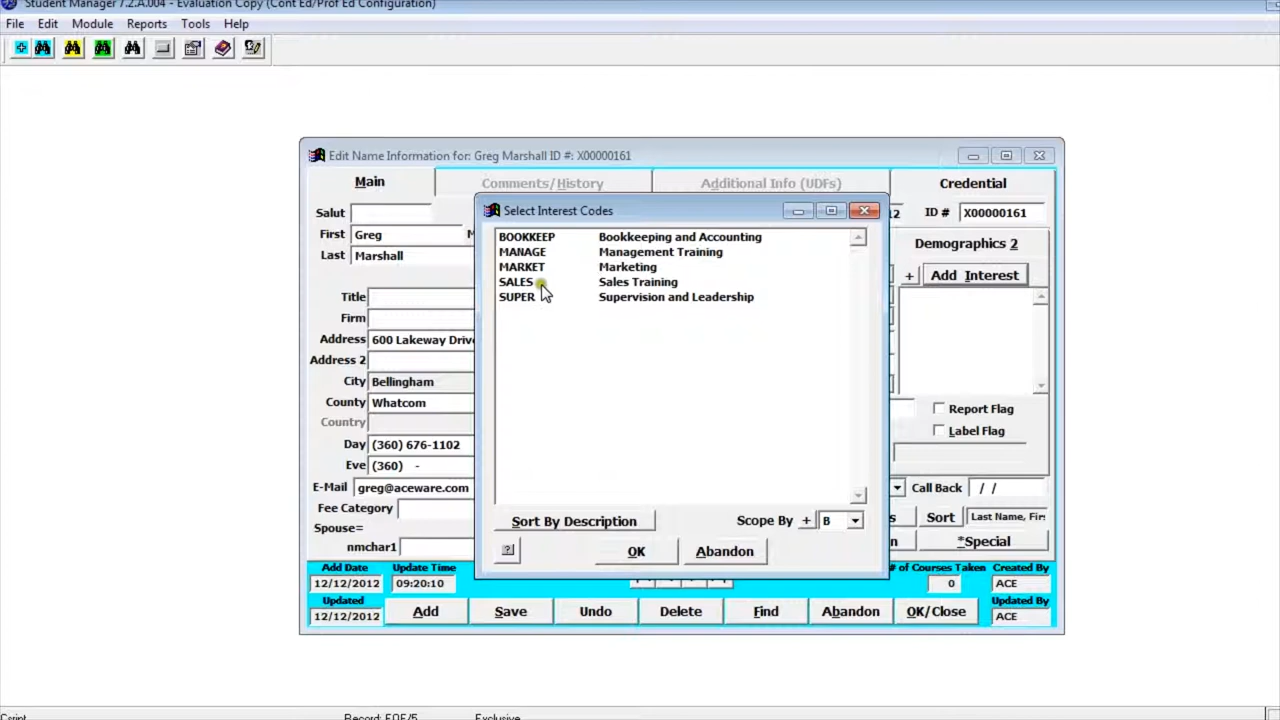 Student Manager 7.2.A.004 - Evaluation Copy (Cont Ed/Prof Ed Configuration)
File Edit Module Reports Tools Help
Edit Name Information for: Greg Marshall ID #: X00000161
Main Comments/History Additional Info (UDFs) Credential
Salut
12 ID # X00000161
First Greg M
Last Marshall
Demographics 2
+ Add Interest
Title
Firm
Address 600 Lakeway Drive
Address 2
City Bellingham
County Whatcom
Country
Day (360) 676-1102
Eve (360) -
E-Mail greg@aceware.com
Fee Category
Spouse=
nmchar1
Report Flag
Label Flag
Call Back / /
s Sort Last Name, Firs
n *Special
Select Interest Codes
BOOKKEEP Bookkeeping and Accounting
MANAGE Management Training
MARKET Marketing
SALES Sales Training
SUPER Supervision and Leadership
Sort By Description Scope By + B
? OK Abandon
Add Date Update Time # of Courses Taken Created By
12/12/2012 09:20:10 0 ACE
Updated Updated By
12/12/2012 Add Save Undo Delete Find Abandon OK/Close ACE
Cscript Record: EOF/5 Exclusive